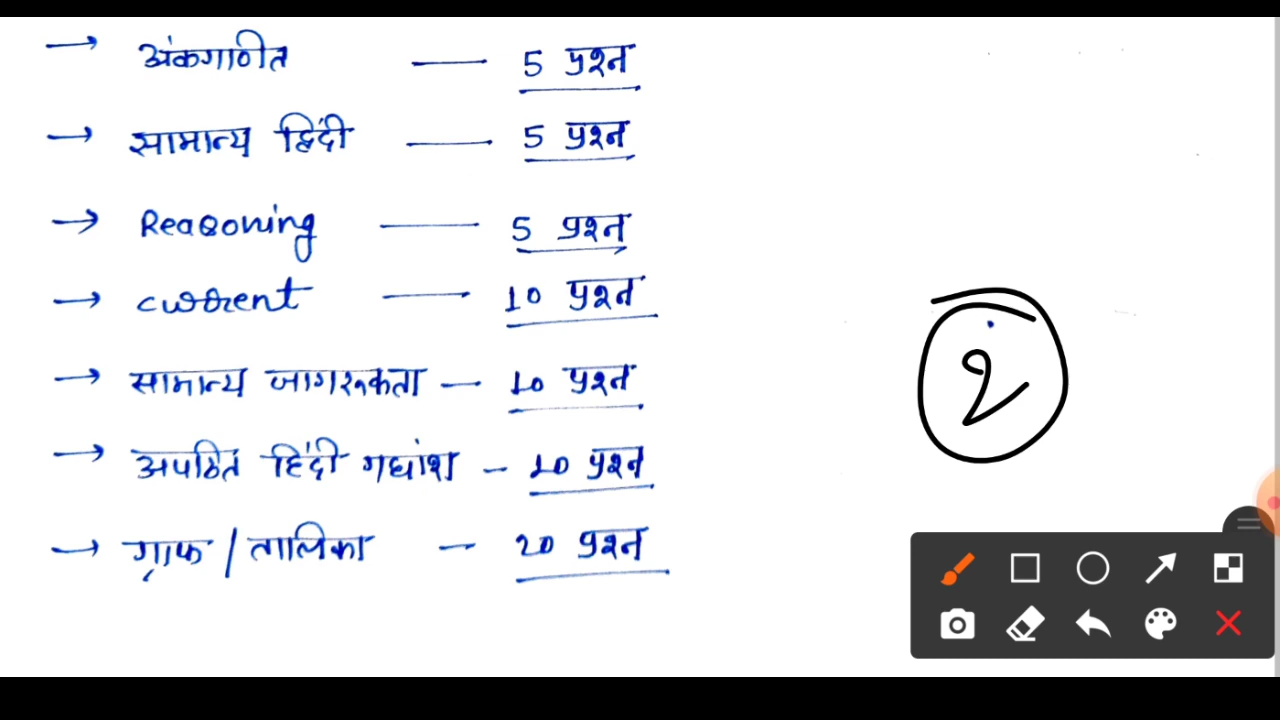 → अंकगणित — 5 प्रश्न
→ सामान्य हिंदी — 5 प्रश्न
→ Reasoning — 5 प्रश्न
→ current — 10 प्रश्न
→ सामान्य जागरूकता — 10 प्रश्न
→ अपठित हिंदी गद्यांश - 10 प्रश्न
→ ग्राफ / तालिका - 20 प्रश्न